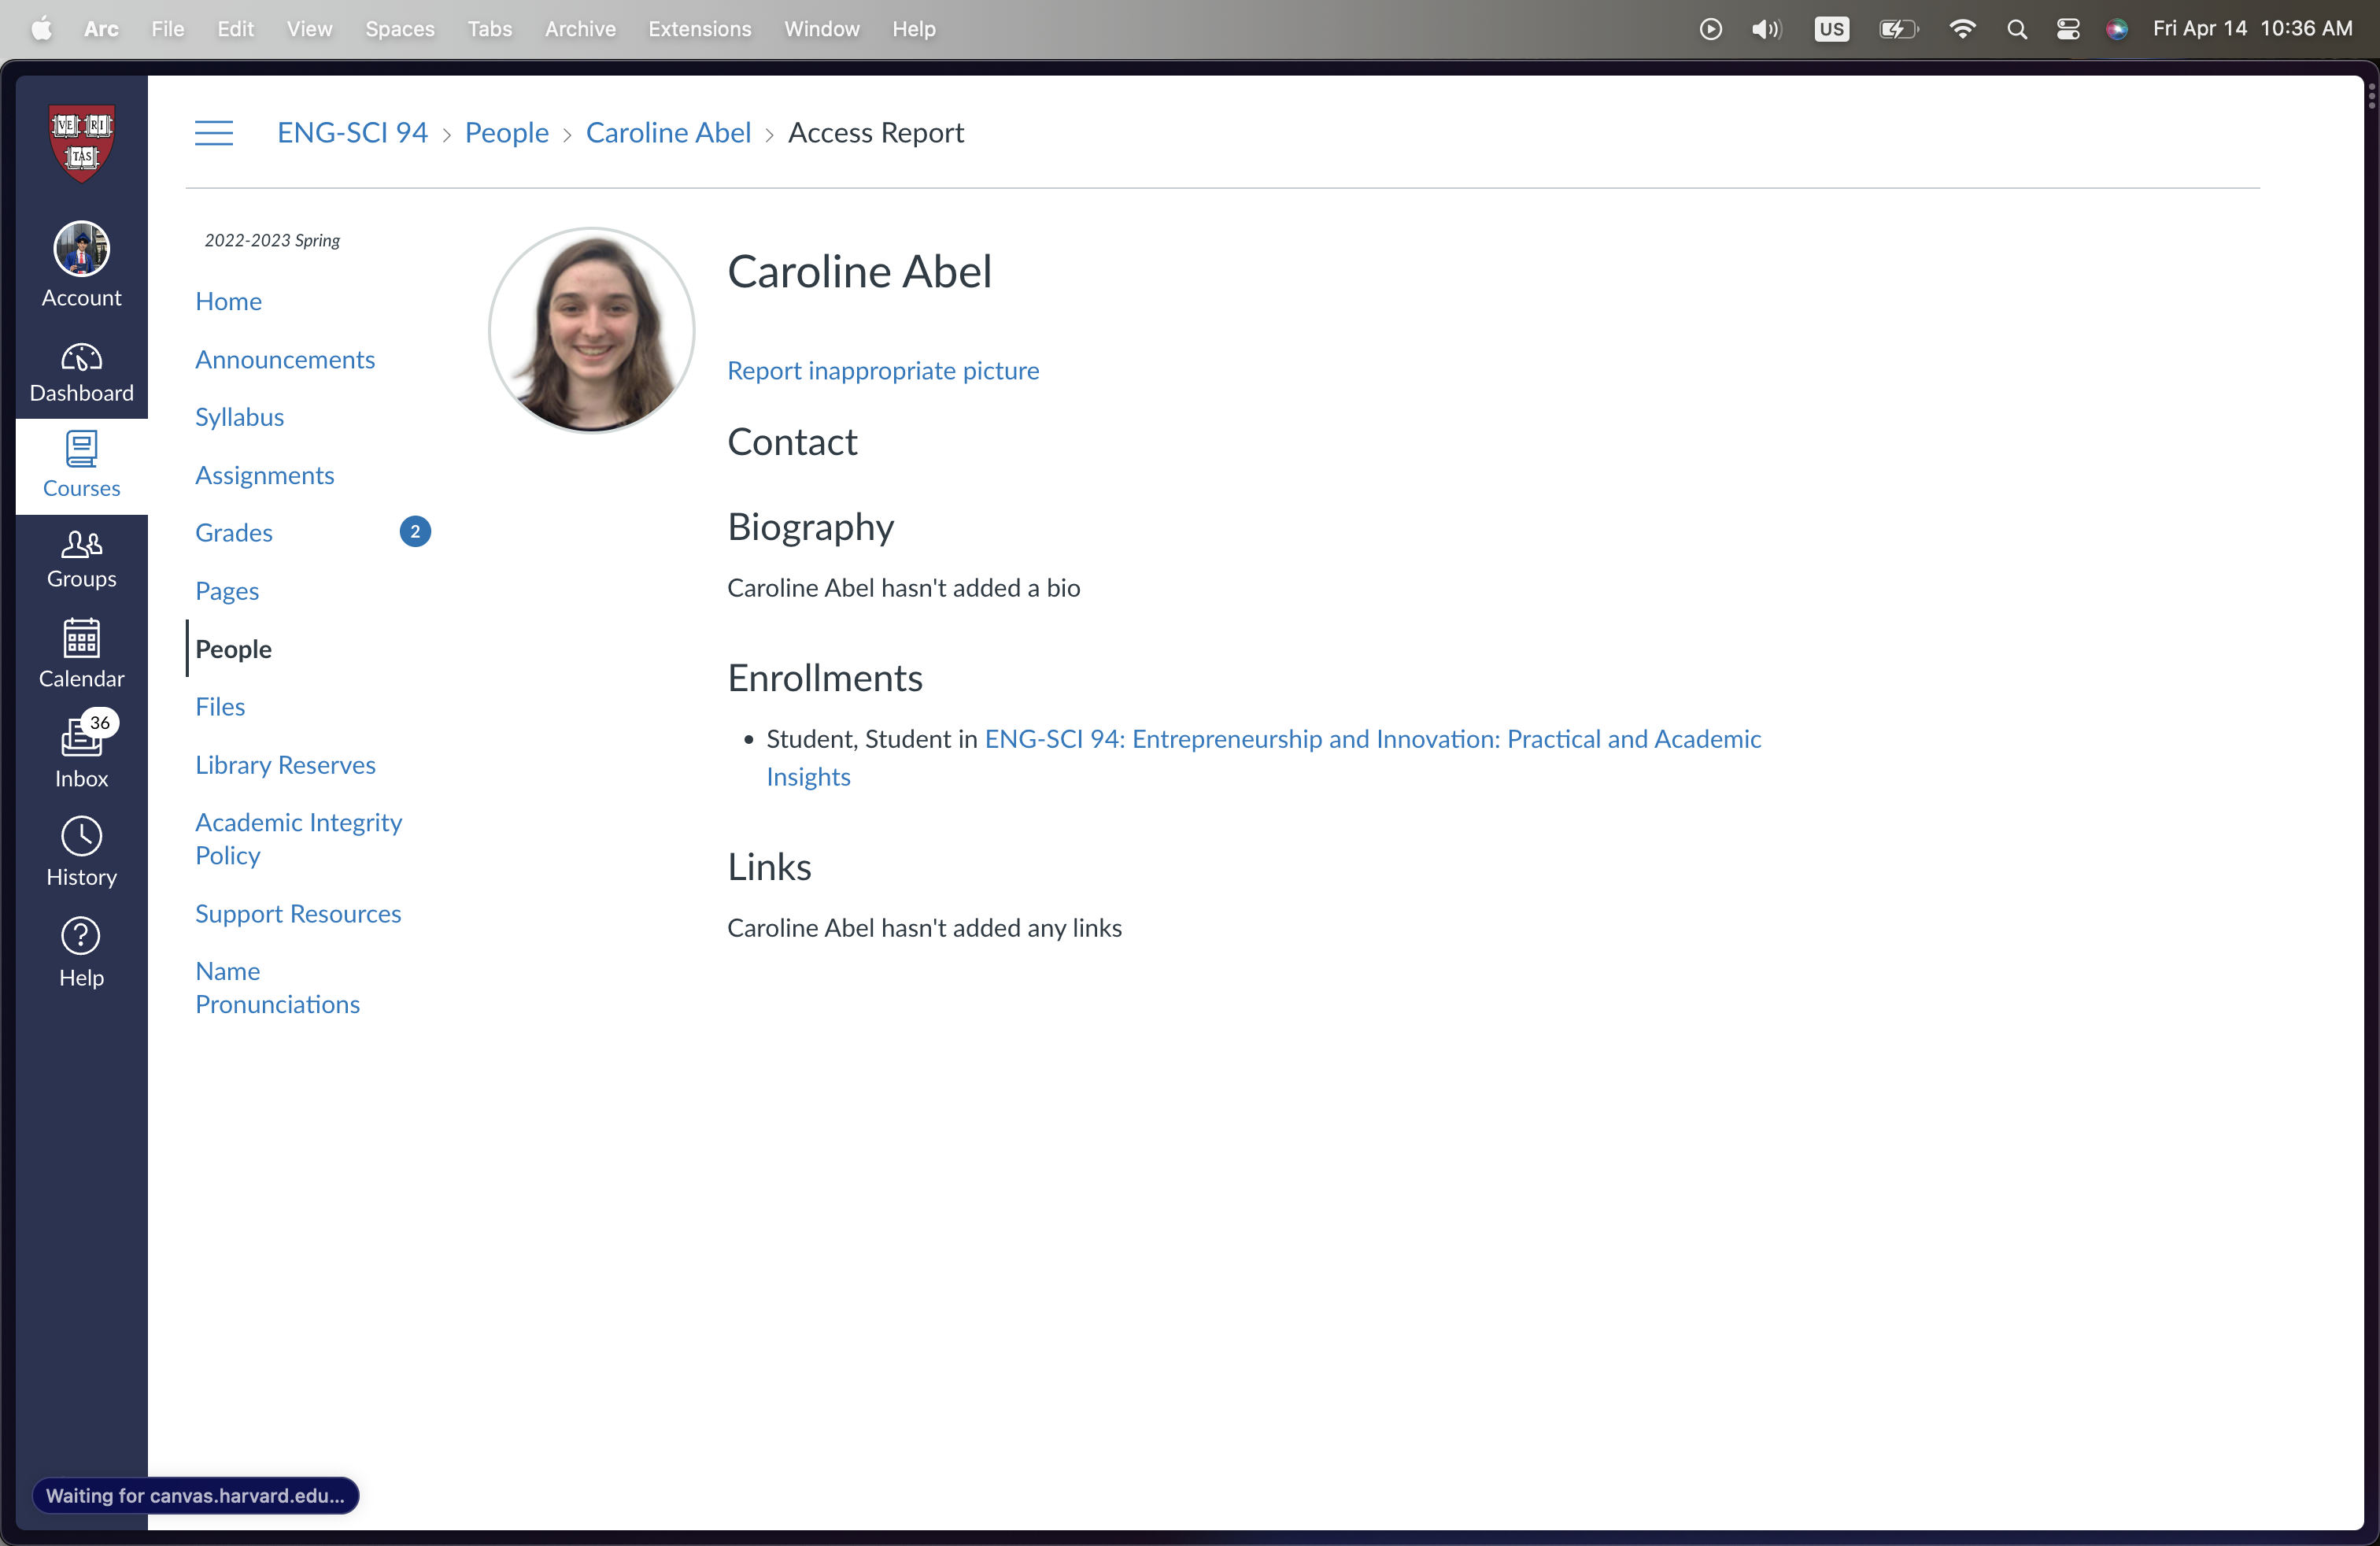 Arc File Edit View Spaces Tabs Archive Extensions Window Help US Fri Apr 14 10:36 AM
VE RI
TAS
ENG-SCI 94 > People > Caroline Abel > Access Report
Account
Dashboard
Courses
Groups
Calendar
36
Inbox
History
Help
2022-2023 Spring
Home
Announcements
Syllabus
Assignments
Grades 2
Pages
People
Files
Library Reserves
Academic Integrity
Policy
Support Resources
Name
Pronunciations
Caroline Abel
Report inappropriate picture
Contact
Biography
Caroline Abel hasn't added a bio
Enrollments
• Student, Student in ENG-SCI 94: Entrepreneurship and Innovation: Practical and Academic
Insights
Links
Caroline Abel hasn't added any links
Waiting for canvas.harvard.edu...